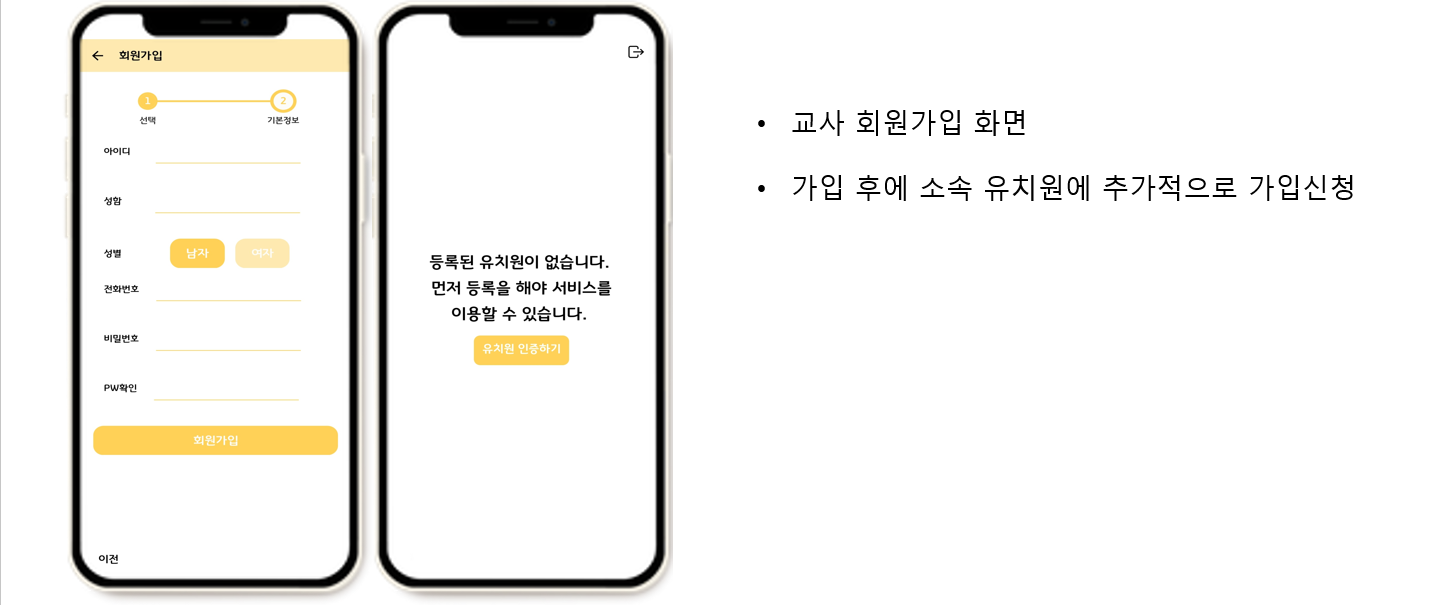 회원가입
1
2
선택
기본정보
아이디
성함
성별
남자
여자
전화번호
비밀번호
PW확인
회원가입
이전
등록된 유치원이 없습니다.
먼저 등록을 해야 서비스를
이용할 수 있습니다.
유치원 인증하기
• 교사 회원가입 화면
• 가입 후에 소속 유치원에 추가적으로 가입신청